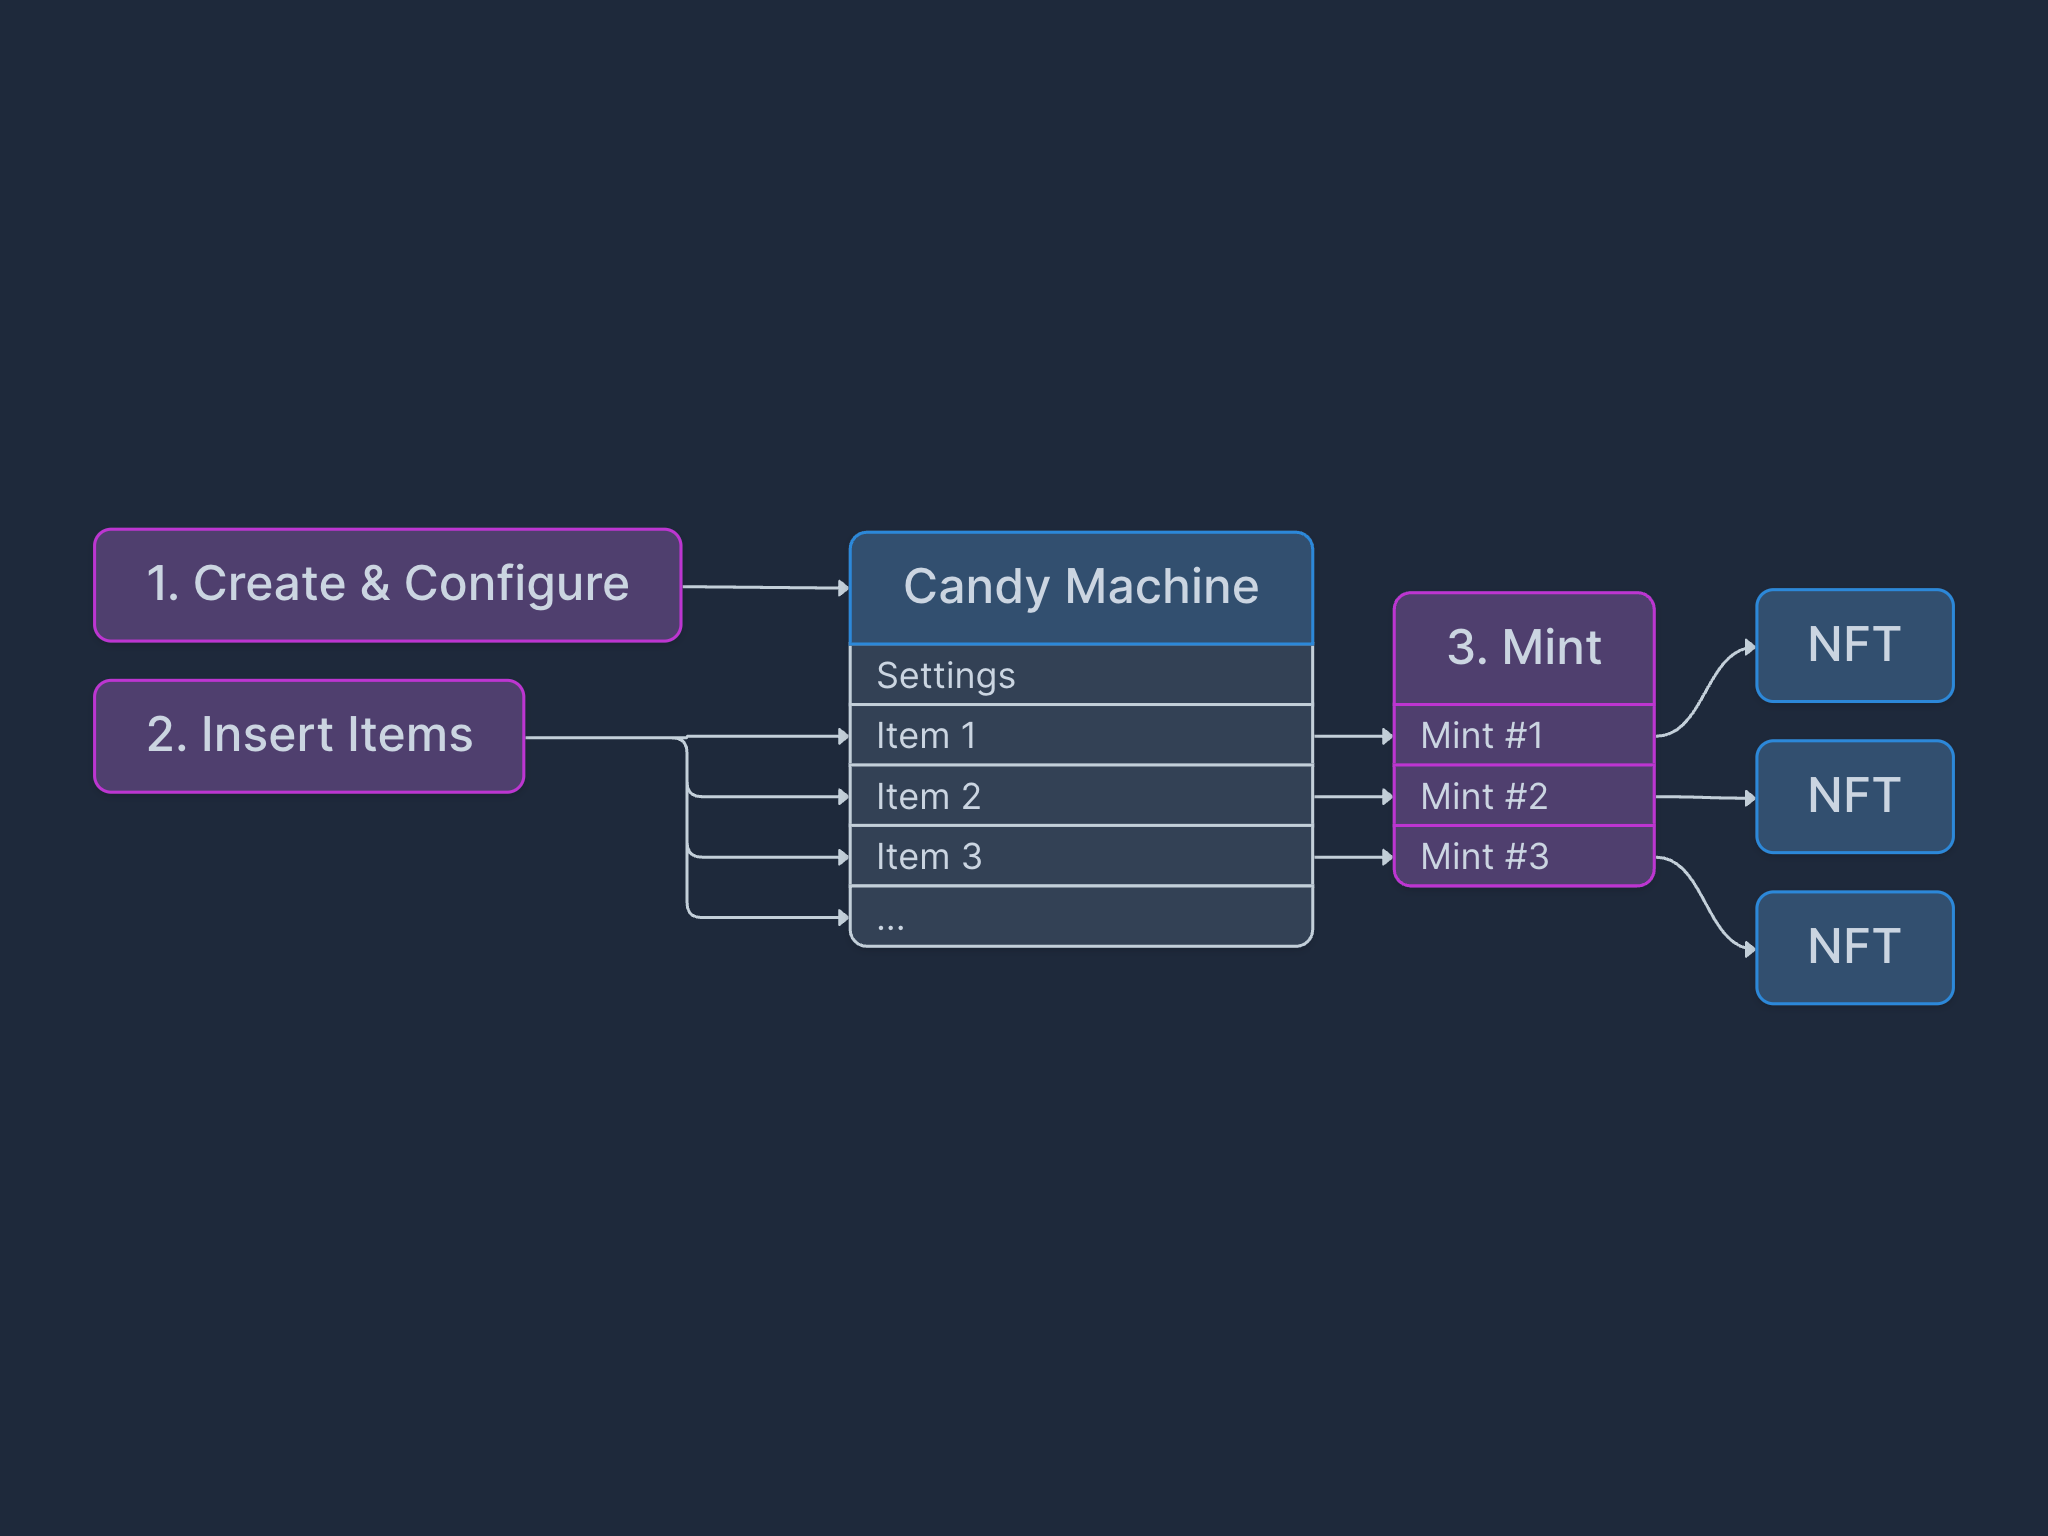 1. Create & Configure
2. Insert Items
Candy Machine
Settings
Item 1
Item 2
Item 3
...
3. Mint
Mint #1
Mint #2
Mint #3
NFT
NFT
NFT